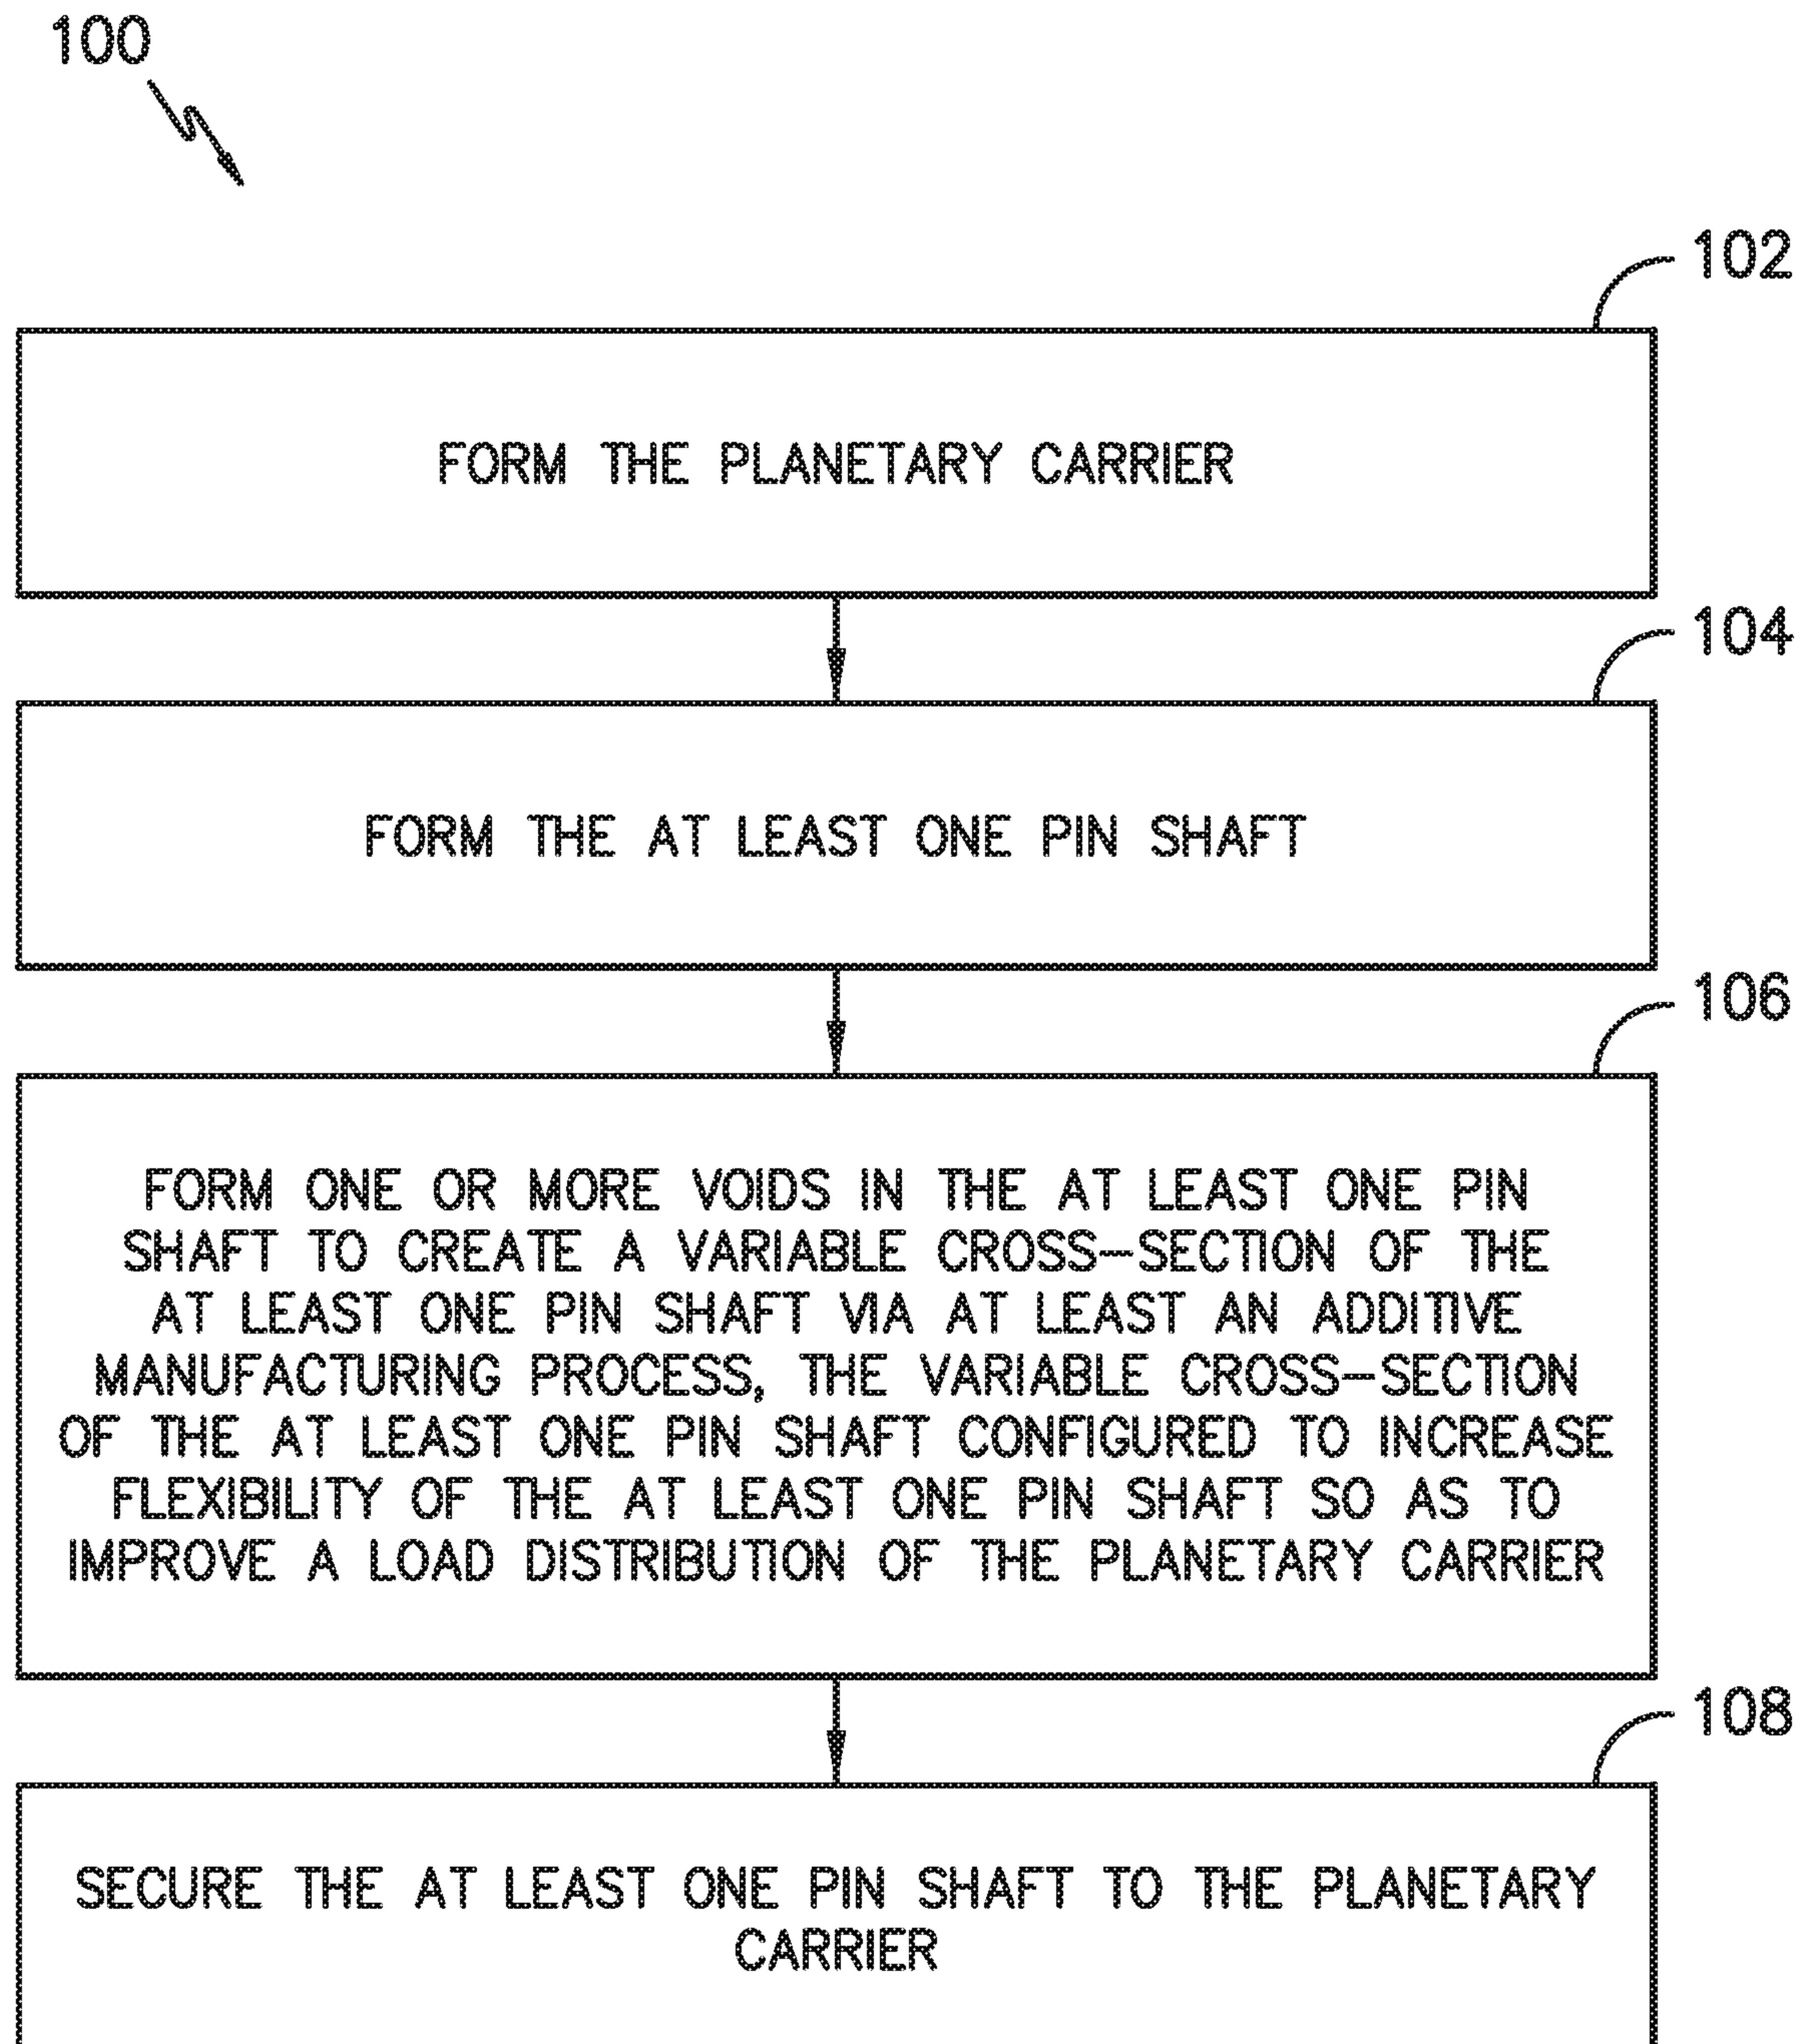 100
102
FORM THE PLANETARY CARRIER
104
FORM THE AT LEAST ONE PIN SHAFT
106
FORM ONE OR MORE VOIDS IN THE AT LEAST ONE PIN
SHAFT TO CREATE A VARIABLE CROSS-SECTION OF THE
AT LEAST ONE PIN SHAFT VIA AT LEAST AN ADDITIVE
MANUFACTURING PROCESS, THE VARIABLE CROSS-SECTION
OF THE AT LEAST ONE PIN SHAFT CONFIGURED TO INCREASE
FLEXIBILITY OF THE AT LEAST ONE PIN SHAFT SO AS TO
IMPROVE A LOAD DISTRIBUTION OF THE PLANETARY CARRIER
108
SECURE THE AT LEAST ONE PIN SHAFT TO THE PLANETARY
CARRIER